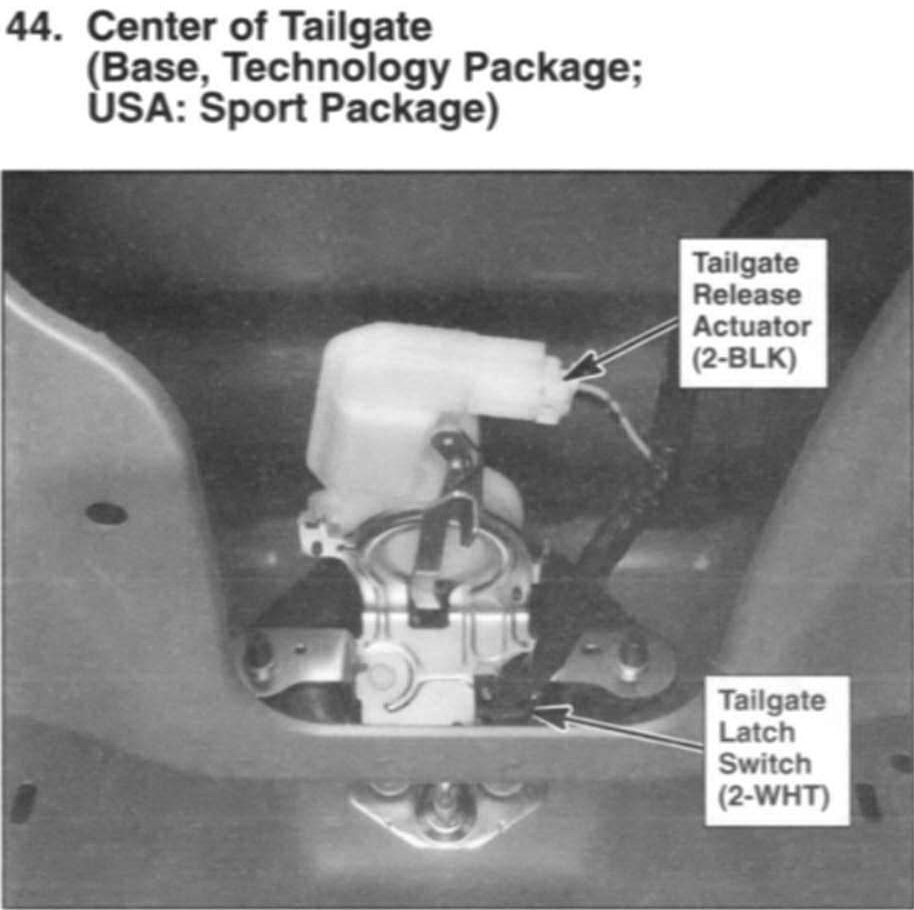 44. Center of Tailgate
(Base, Technology Package;
USA: Sport Package)
Tailgate
Release
Actuator
(2-BLK)
Tailgate
Latch
Switch
(2-WHT)